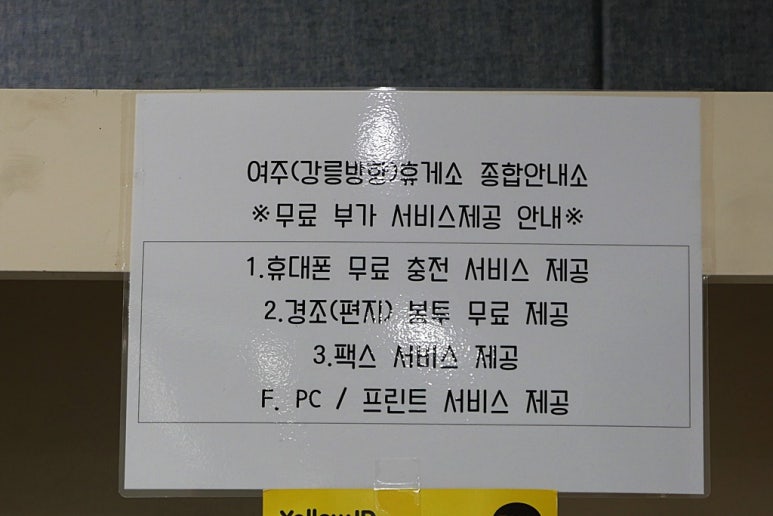 여주(강릉방향)휴게소 종합안내소
※무료 부가 서비스제공 안내※
1.휴대폰 무료 충전 서비스 제공
2.경조(편지) 봉투 무료 제공
3.팩스 서비스 제공
F. PC / 프린트 서비스 제공
YellowID